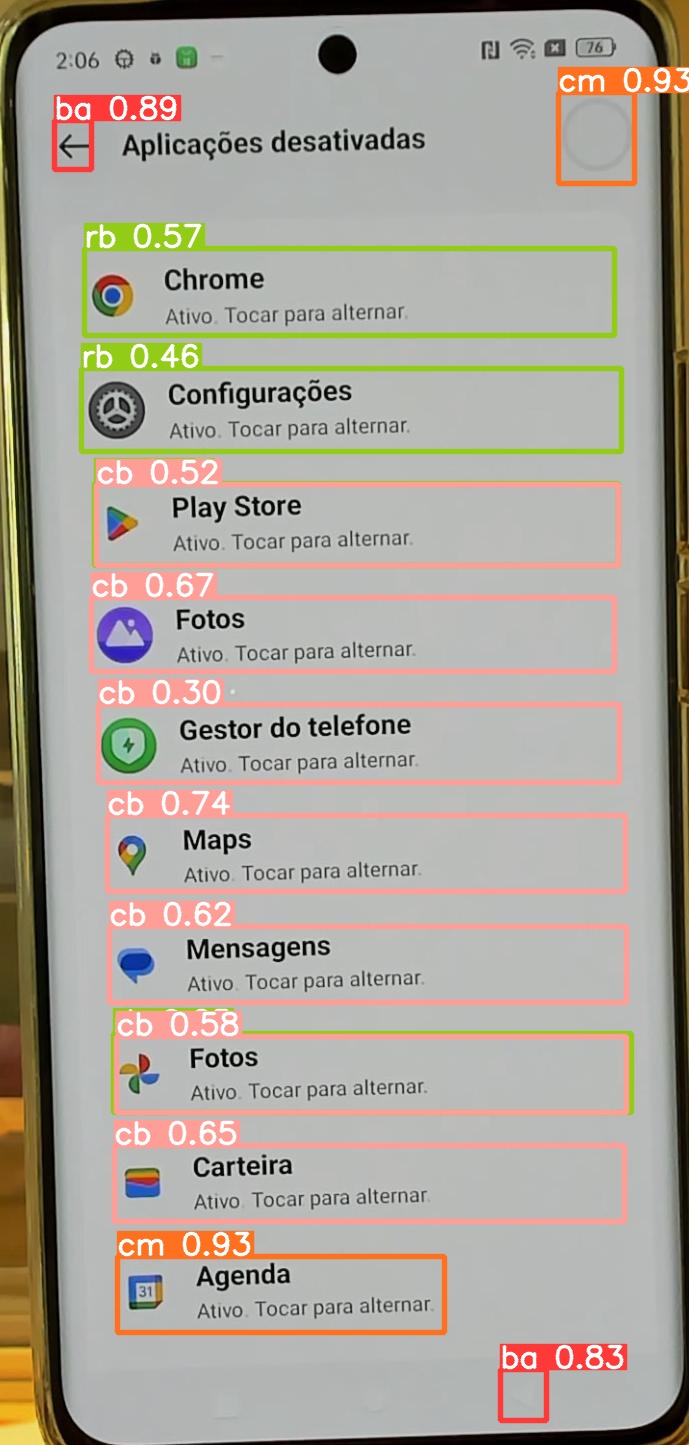 2:06
76
cm 0.93
ba 0.89
Aplicações desativadas
rb 0.57
Chrome
Ativo. Tocar para alternar.
rb 0.46
Configurações
Ativo. Tocar para alternar.
cb 0.52
Play Store
Ativo. Tocar para alternar.
cb 0.67
Fotos
Ativo. Tocar para alternar.
cb 0.30
Gestor do telefone
Ativo. Tocar para alternar.
cb 0.74
Maps
Ativo. Tocar para alternar.
cb 0.62
Mensagens
Ativo. Tocar para alternar.
cb 0.58
Fotos
Ativo. Tocar para alternar.
cb 0.65
Carteira
Ativo. Tocar para alternar.
cm 0.93
31
Agenda
Ativo. Tocar para alternar.
ba 0.83